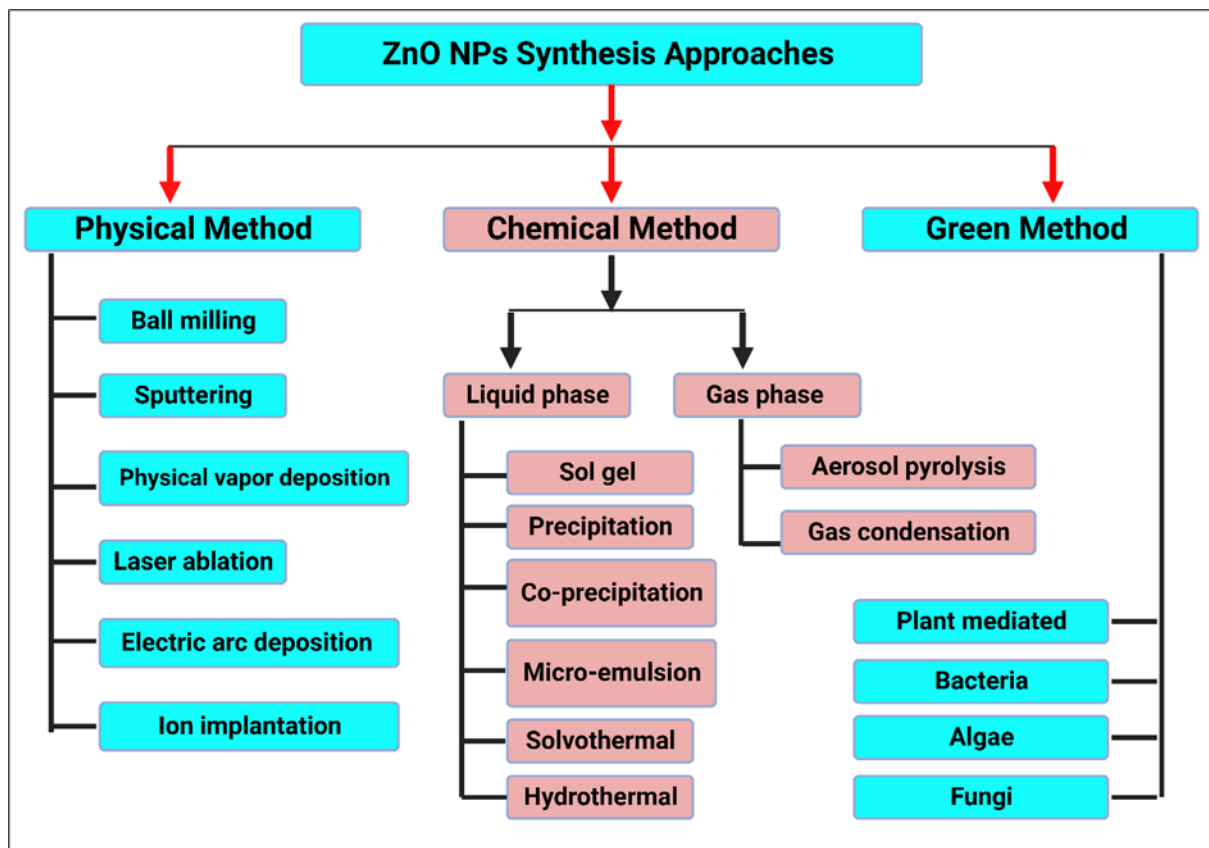 ZnO NPs Synthesis Approaches
Physical Method
Ball milling
Sputtering
Physical vapor deposition
Laser ablation
Electric arc deposition
Ion implantation
Chemical Method
Liquid phase
Sol gel
Precipitation
Co-precipitation
Micro-emulsion
Solvothermal
Hydrothermal
Gas phase
Aerosol pyrolysis
Gas condensation
Green Method
Plant mediated
Bacteria
Algae
Fungi